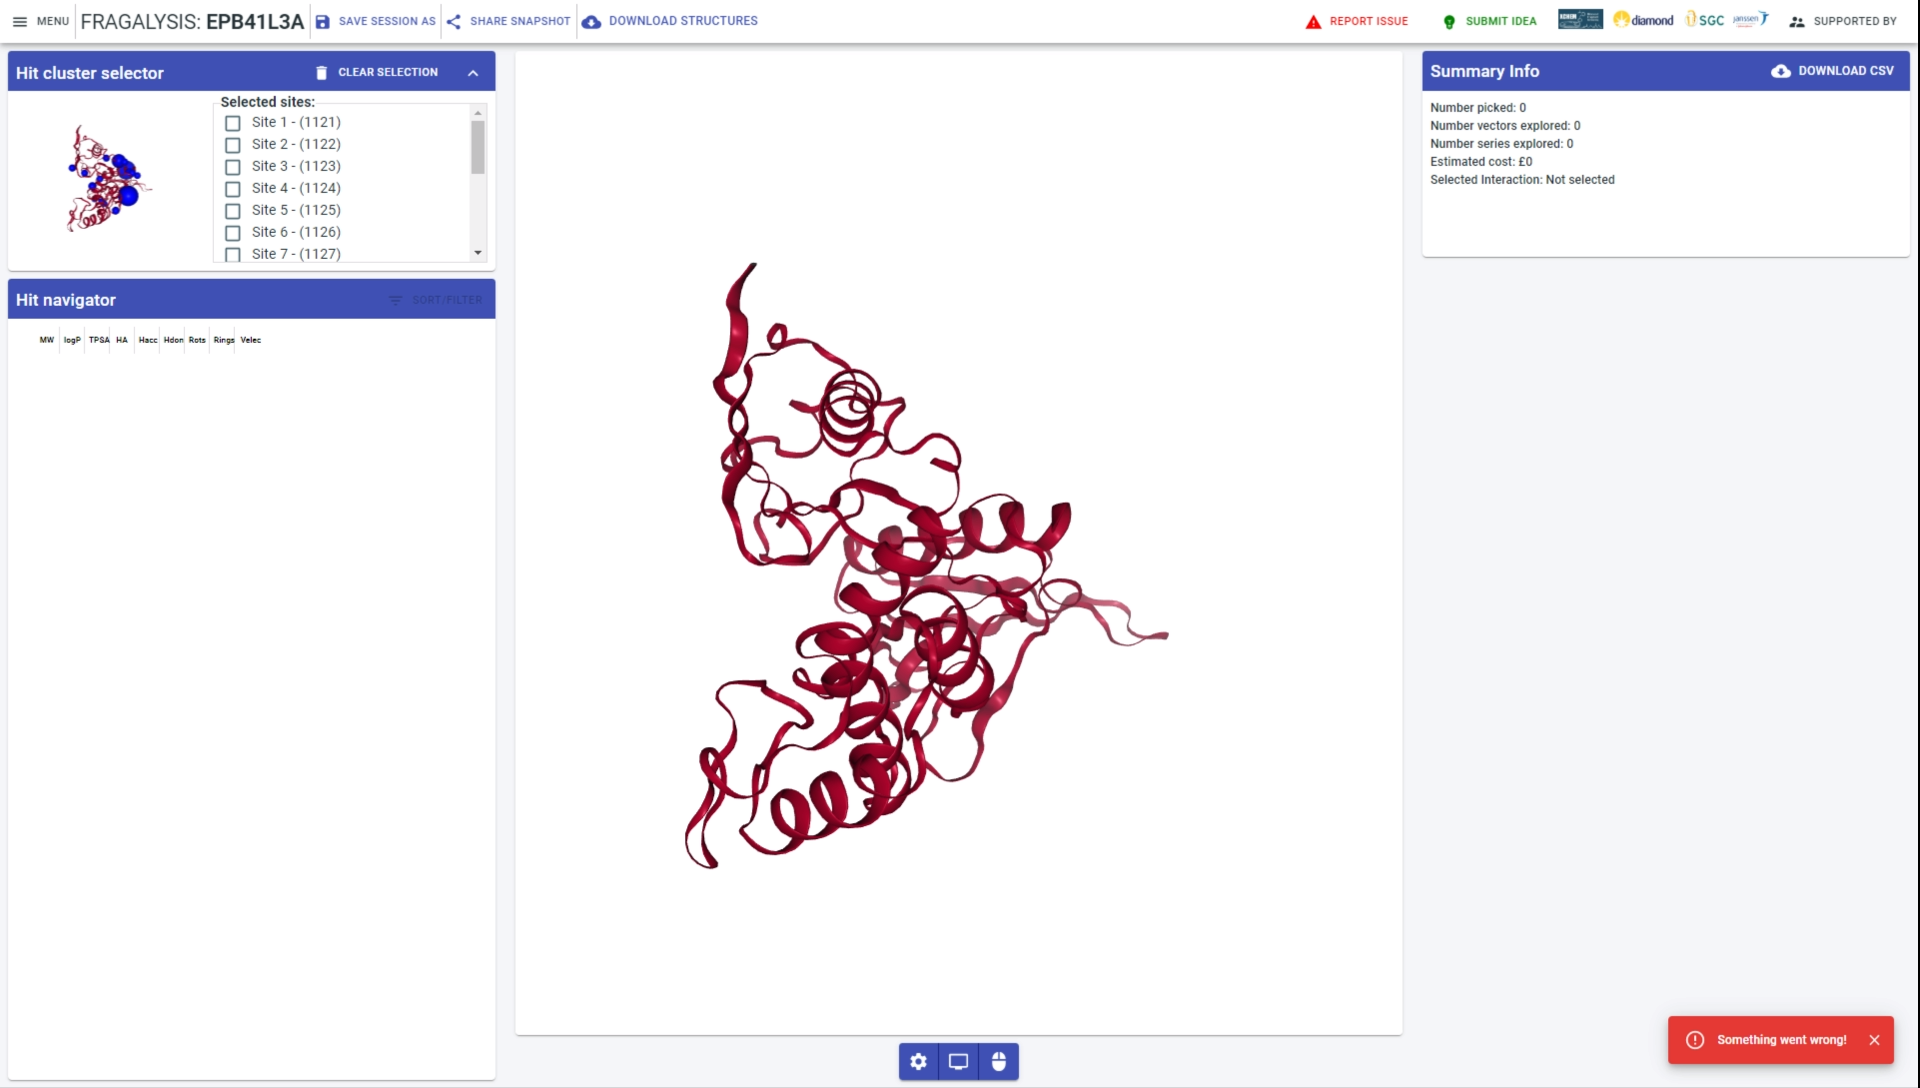 MENU
FRAGALYSIS: EPB41L3A
SAVE SESSION AS
SHARE SNAPSHOT
DOWNLOAD STRUCTURES
REPORT ISSUE
SUBMIT IDEA
diamond
SGC
janssen
SUPPORTED BY
Hit cluster selector
CLEAR SELECTION
Selected sites:
Site 1 - (1121)
Site 2 - (1122)
Site 3 - (1123)
Site 4 - (1124)
Site 5 - (1125)
Site 6 - (1126)
Site 7 - (1127)
Hit navigator
SORT/FILTER
MW logP TPSA HA Hacc Hdon Rots Rings Velec
Summary Info
DOWNLOAD CSV
Number picked: 0
Number vectors explored: 0
Number series explored: 0
Estimated cost: £0
Selected Interaction: Not selected
Something went wrong!